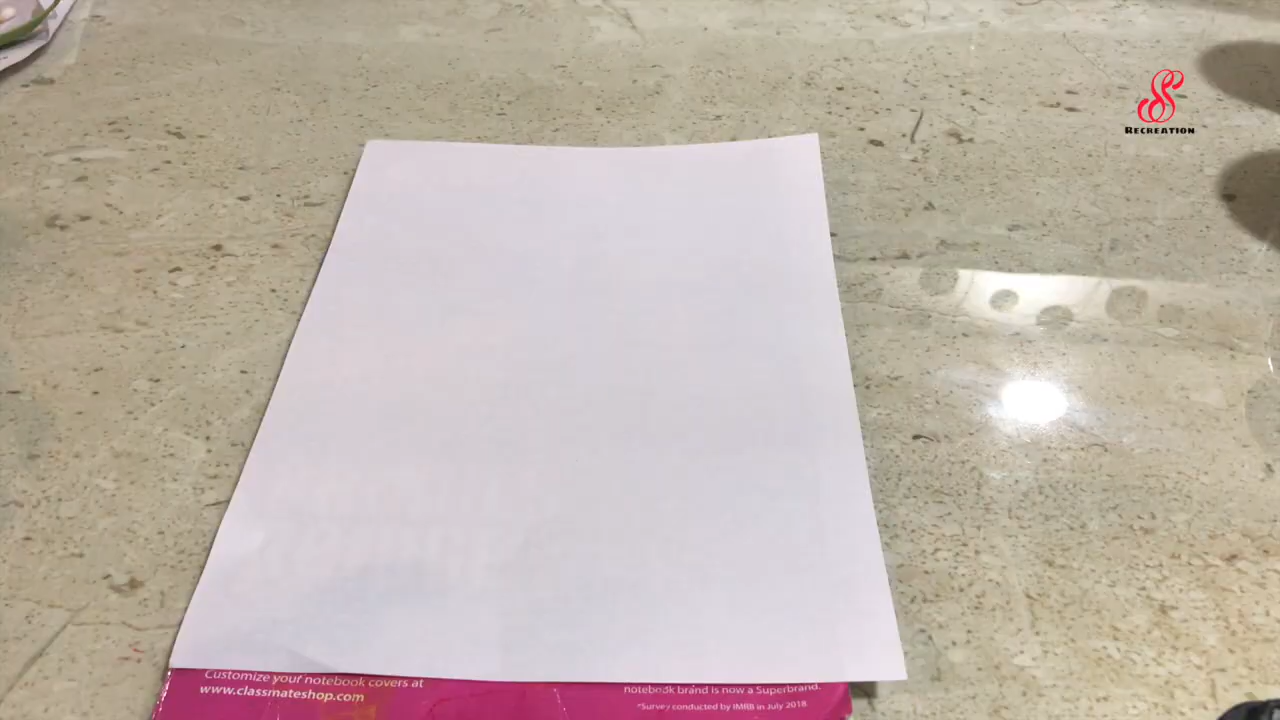 S
RECREATION
Customize your notebook covers at
www.classmateshop.com
notebook brand is now a Superbrand.
*Survey conducted by IMRB in July 2018